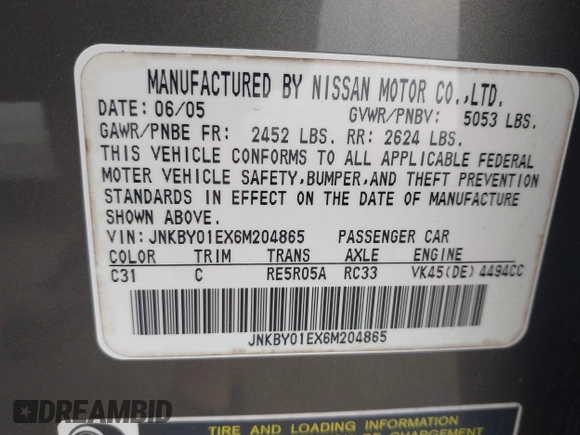 MANUFACTURED BY NISSAN MOTOR CO.,LTD.
DATE: 06/05 GVWR/PNBV: 5053 LBS.
GAWR/PNBE FR: 2452 LBS. RR: 2624 LBS.
THIS VEHICLE CONFORMS TO ALL APPLICABLE FEDERAL
MOTER VEHICLE SAFETY,BUMPER,AND THEFT PREVENTION
STANDARDS IN EFFECT ON THE DATE OF MANUFACTURE
SHOWN ABOVE.
VIN: JNKBY01EX6M204865 PASSENGER CAR
COLOR TRIM TRANS AXLE ENGINE
C31 C RE5R05A RC33 VK45(DE) 4494CC
JNKBY01EX6M204865
DREAMBID
TIRE AND LOADING INFORMATION